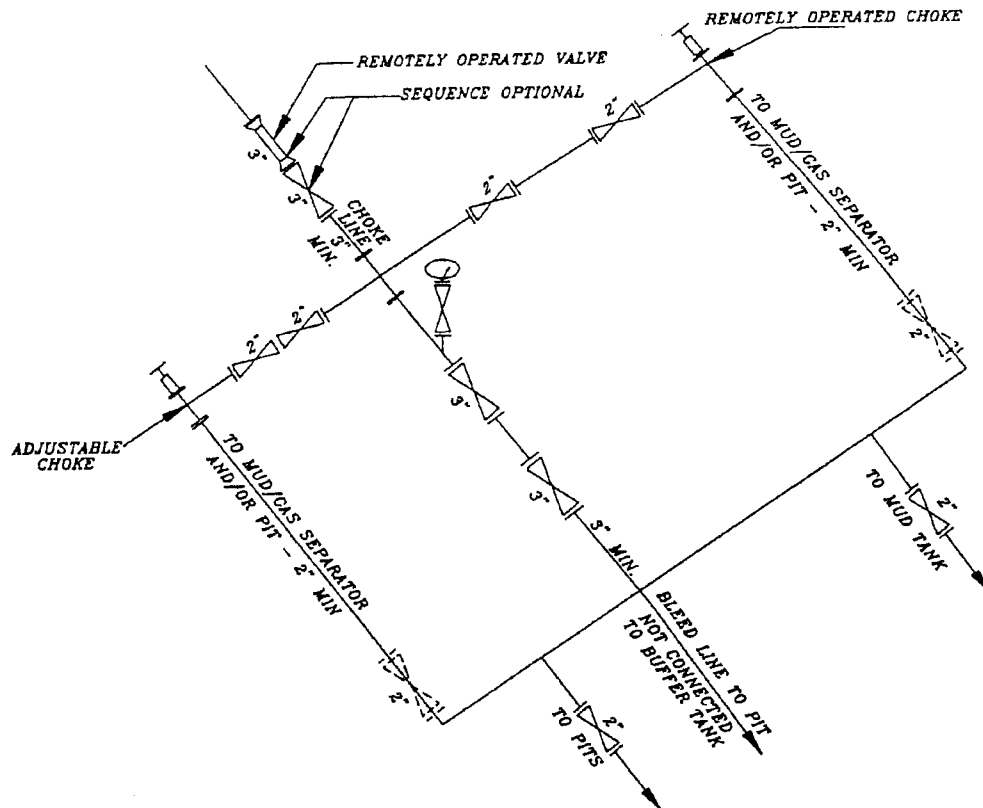 REMOTELY OPERATED CHOKE
REMOTELY OPERATED VALVE
SEQUENCE OPTIONAL
3"
3"
CHOKE
LINE
3"
MIN.
2"
2"
TO MUD/GAS SEPARATOR
AND/OR PIT - 2" MIN
2"
2"
2"
3"
3"
3" MIN.
ADJUSTABLE
CHOKE
TO MUD/GAS SEPARATOR
AND/OR PIT - 2" MIN
2"
2"
TO MUD TANK
BLEED LINE TO PIT
NOT CONNECTED
TO BUFFER TANK
2"
TO PITS